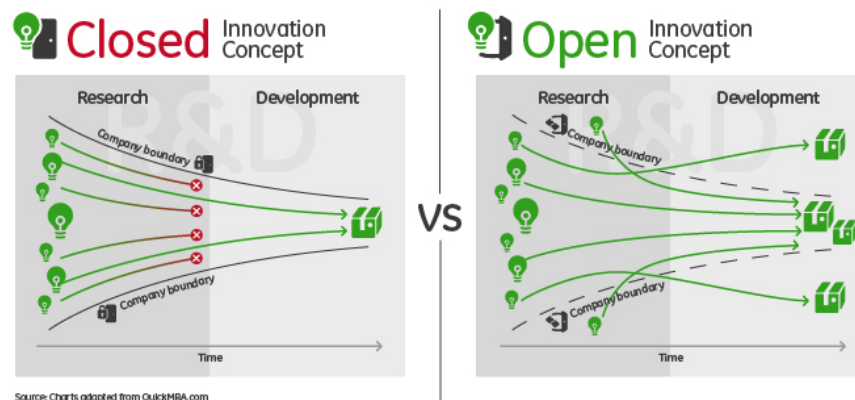 Closed Innovation
Concept
Research
Development
R&D
Company boundary
Company boundary
Time
Source: Charts adapted from QuickMBA.com
VS
Open Innovation
Concept
Research
Development
R&D
Company boundary
Company boundary
Time